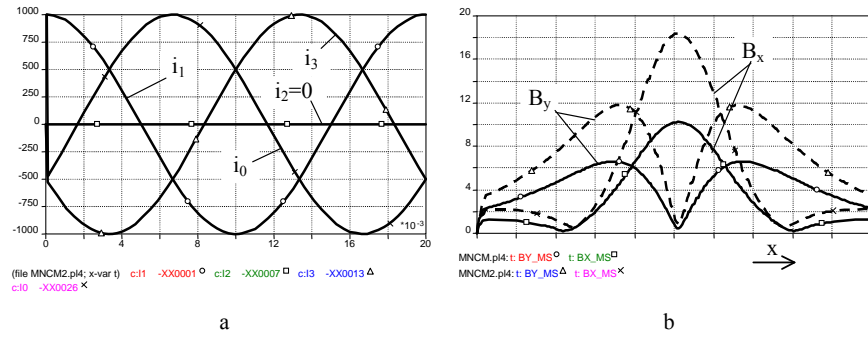 1000
750
500
250
0
-250
-500
-750
-1000
0
4
8
12
16
20
*10⁻³
i₁
i₂=0
i₃
i₀
(file MNCM2.pl4; x-var t) c:I1 -XX0001 c:I2 -XX0007 c:I3 -XX0013
c:I0 -XX0026
a
20
16
12
8
4
0
Bₓ
Bᵧ
x
MNCM.pl4: t: BY_MS t: BX_MS
MNCM2.pl4: t: BY_MS t: BX_MS
b